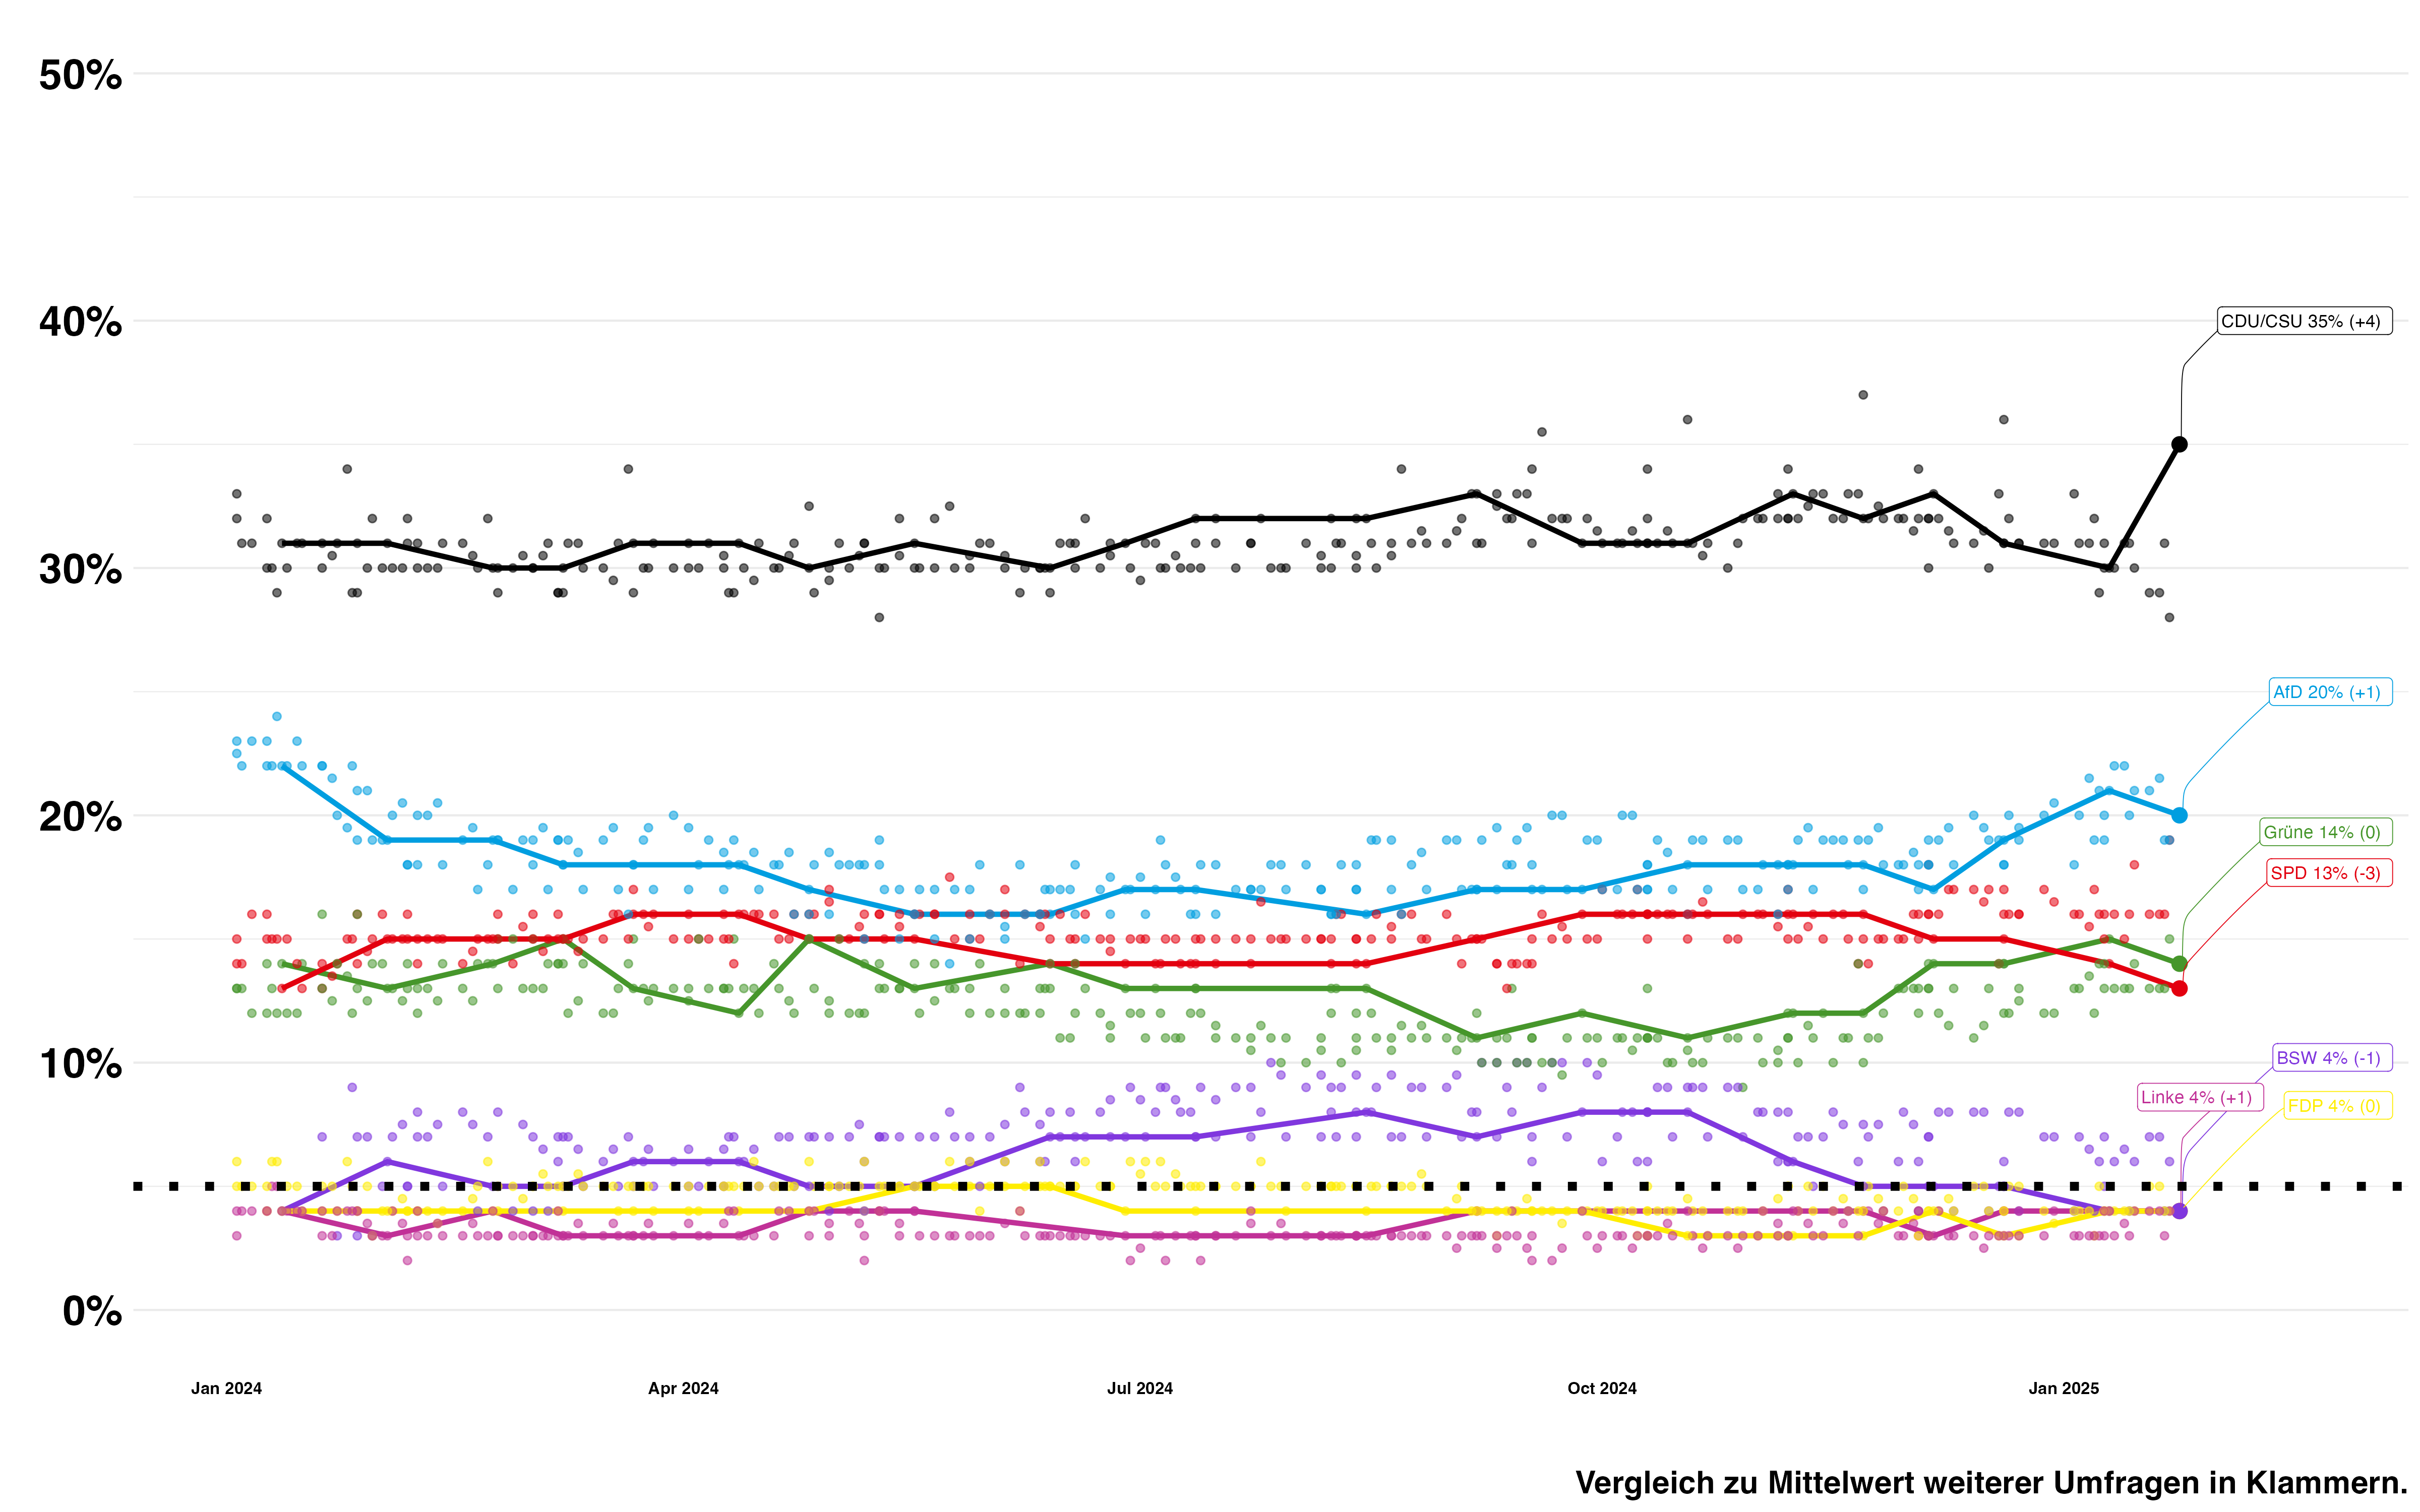 50%
40%
CDU/CSU 35% (+4)
30%
AfD 20% (+1)
20%
Grüne 14% (0)
SPD 13% (-3)
10%
BSW 4% (-1)
Linke 4% (+1)
FDP 4% (0)
0%
Jan 2024 Apr 2024 Jul 2024 Oct 2024 Jan 2025
Vergleich zu Mittelwert weiterer Umfragen in Klammern.